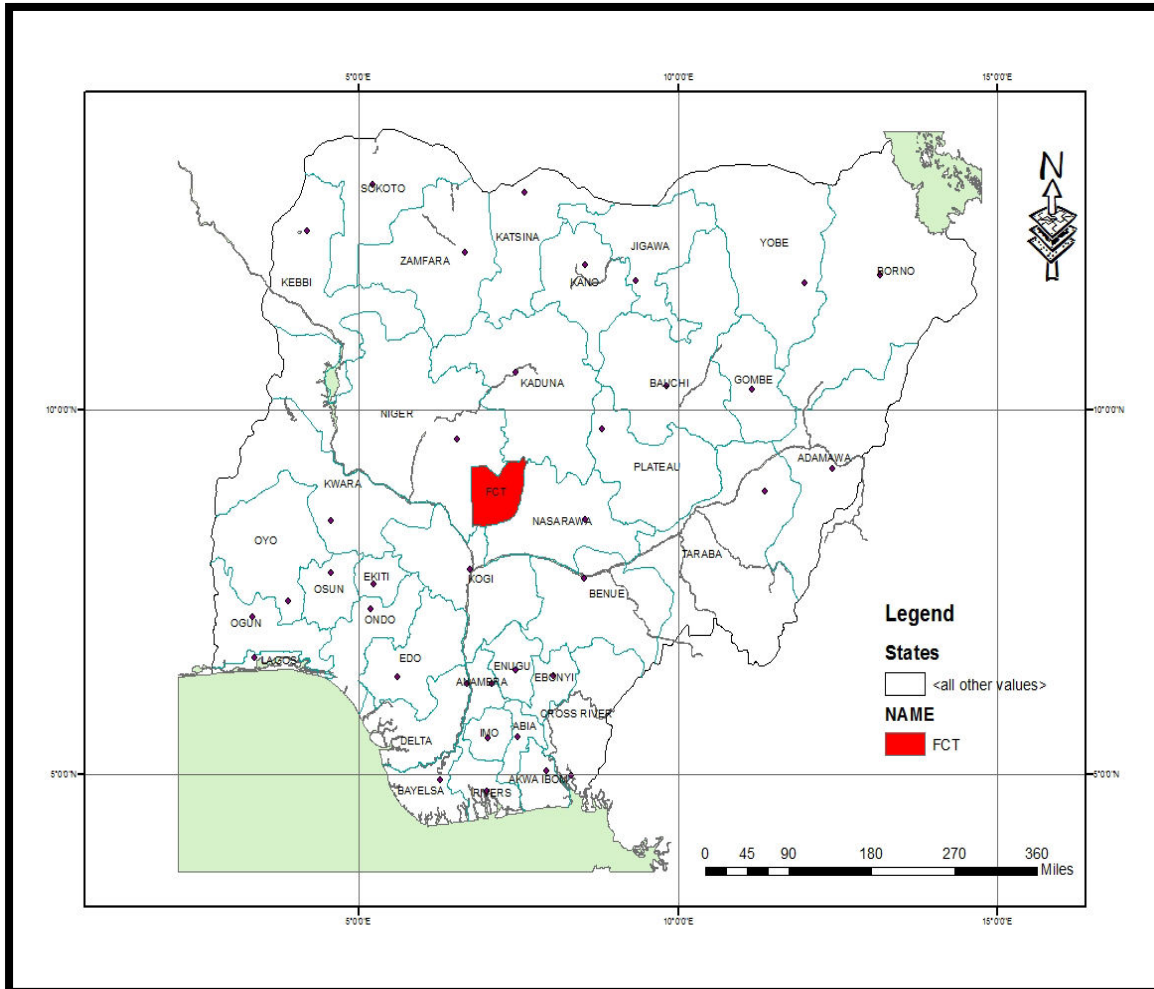 5°0'0"E 10°0'0"E 15°0'0"E
N
SOKOTO
KATSINA
JIGAWA
YOBE
ZAMFARA
BORNO
KEBBI
KANO
KADUNA
BAUCHI
GOMBE
NIGER
10°0'0"N 10°0'0"N
ADAMAWA
PLATEAU
KWARA
FCT
NASARAWA
OYO
TARABA
EKITI
KOGI
OSUN
BENUE
ONDO
OGUN
LAGOS
EDO
ENUGU
EBONYI
ANAMBRA
CROSS RIVER
ABIA
IMO
DELTA
5°0'0"N 5°0'0"N
AKWA IBOM
BAYELSA
RIVERS
Legend
States
<all other values>
NAME
FCT
0 45 90 180 270 360
Miles
5°0'0"E 10°0'0"E 15°0'0"E